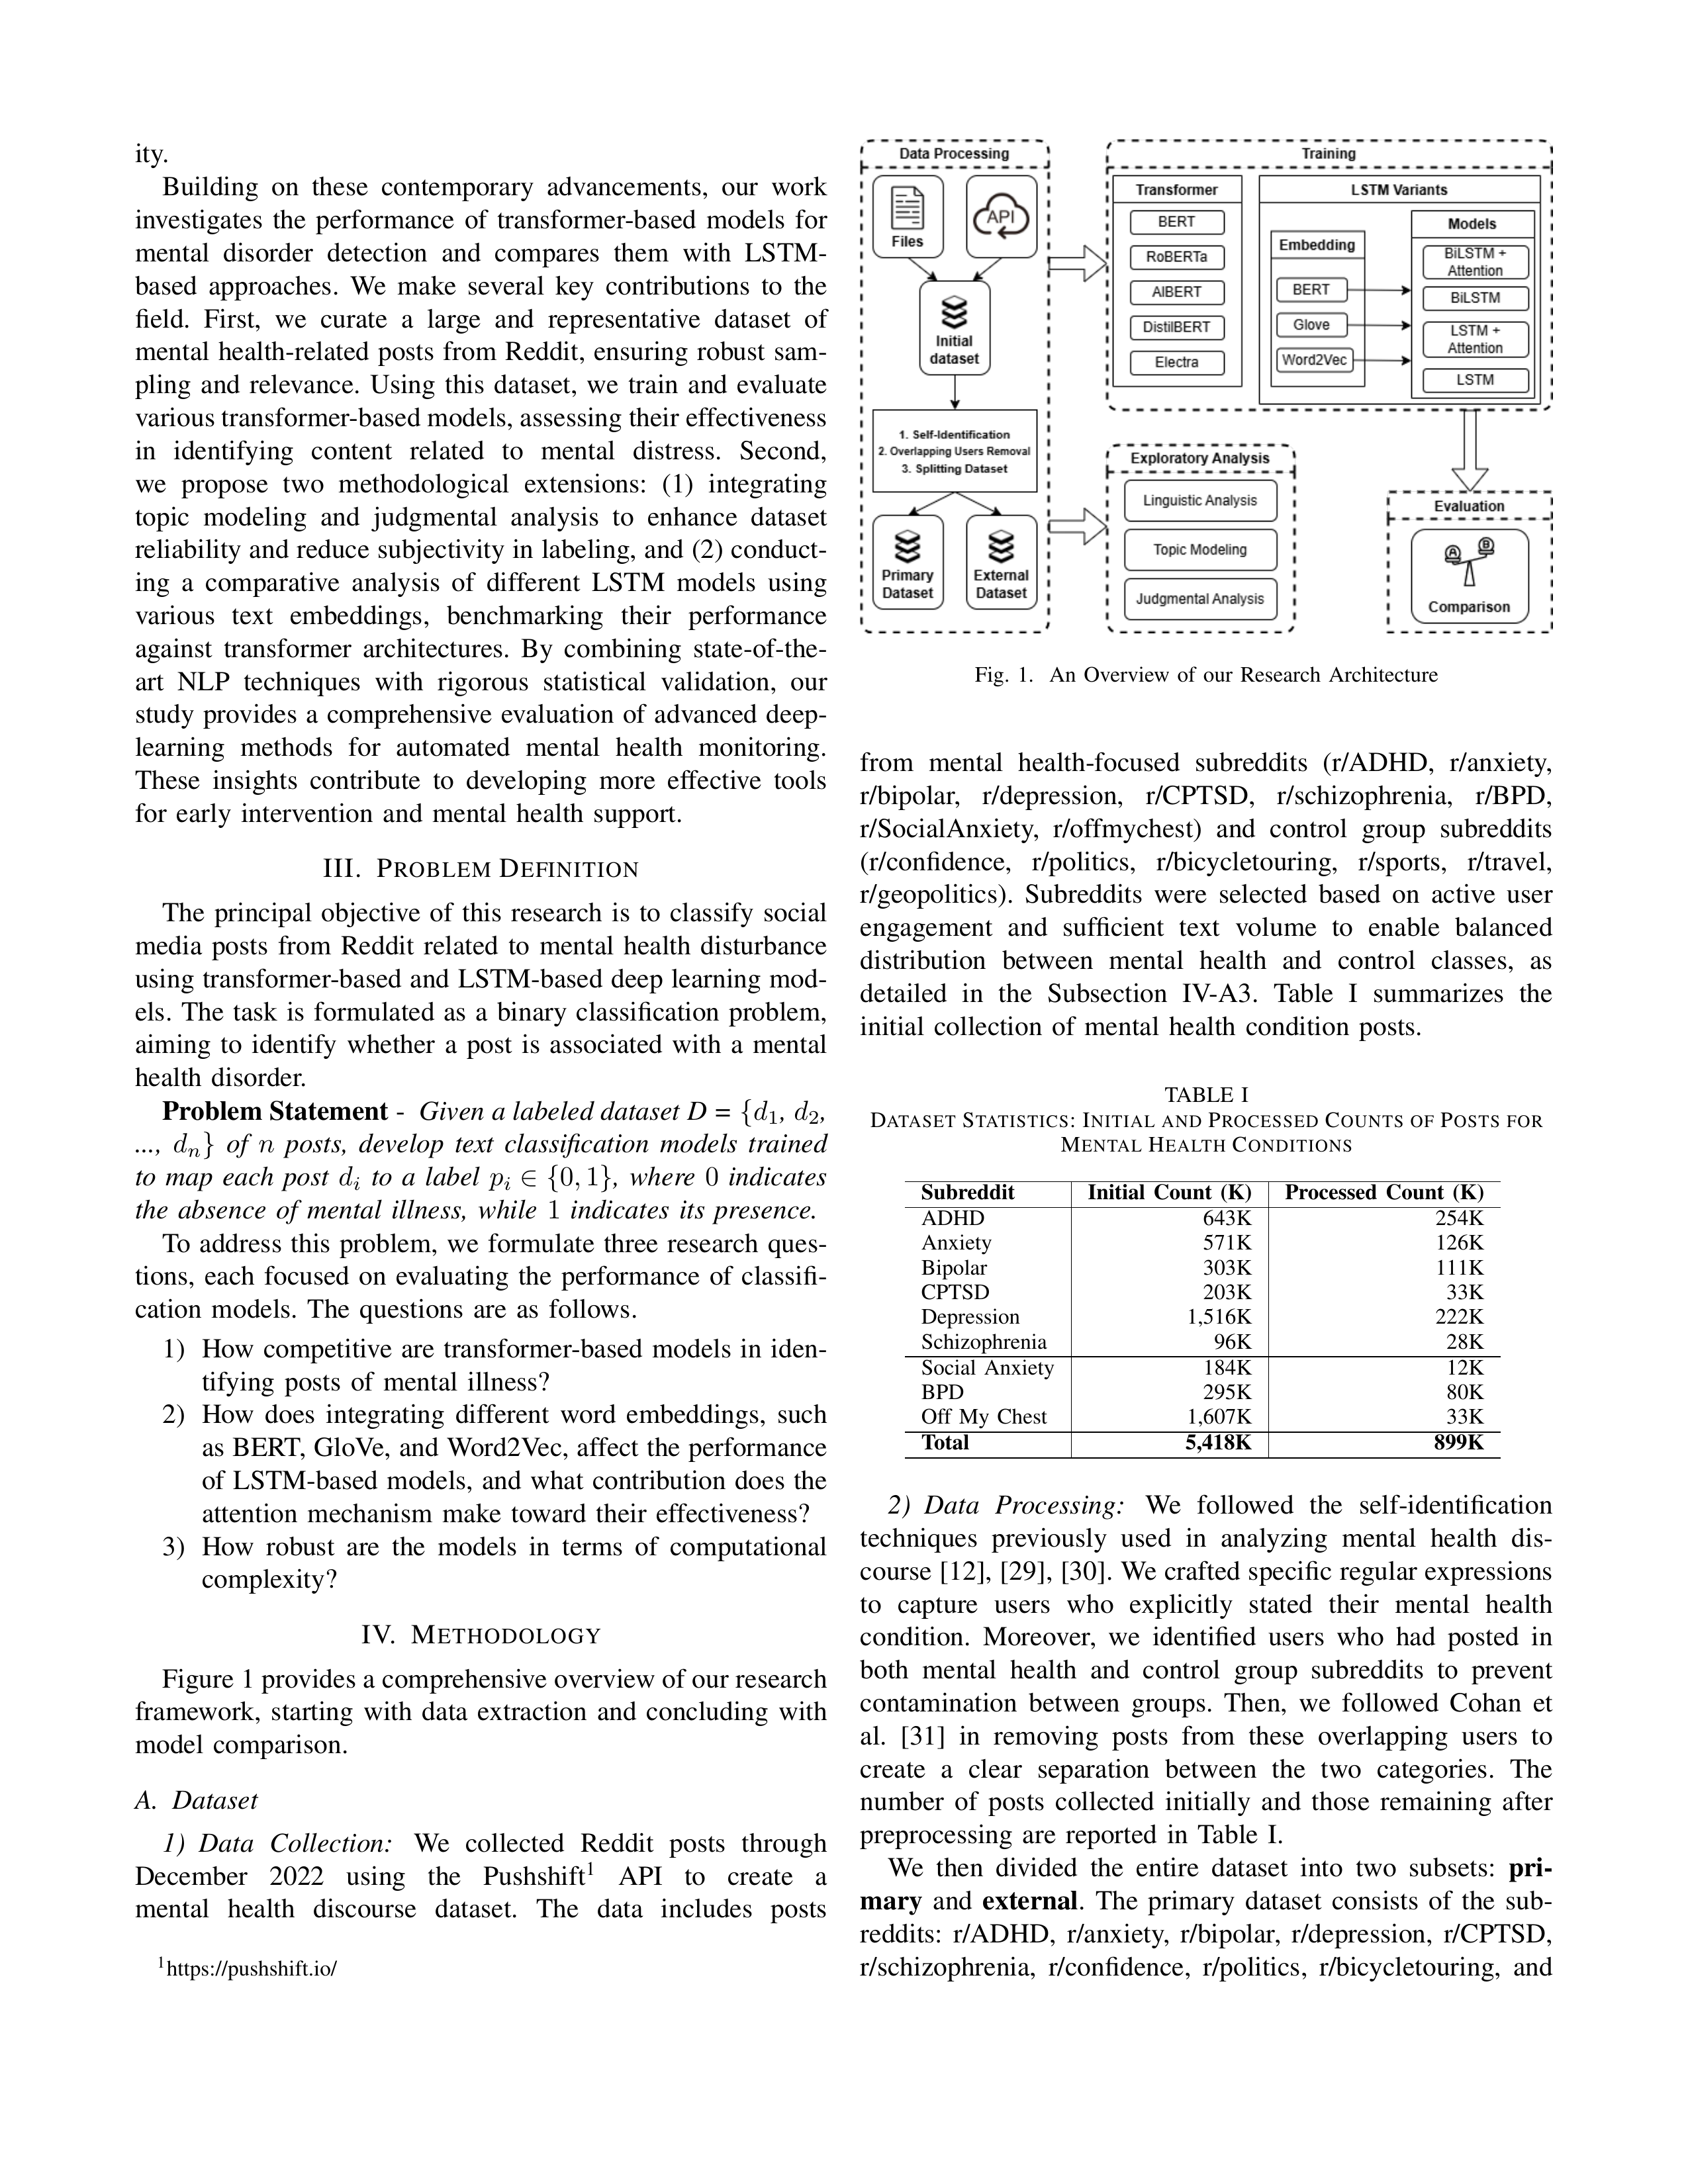 ity.
Building on these contemporary advancements, our work
investigates the performance of transformer-based models for
mental disorder detection and compares them with LSTM-
based approaches. We make several key contributions to the
field. First, we curate a large and representative dataset of
mental health-related posts from Reddit, ensuring robust sam-
pling and relevance. Using this dataset, we train and evaluate
various transformer-based models, assessing their effectiveness
in identifying content related to mental distress. Second,
we propose two methodological extensions: (1) integrating
topic modeling and judgmental analysis to enhance dataset
reliability and reduce subjectivity in labeling, and (2) conduct-
ing a comparative analysis of different LSTM models using
various text embeddings, benchmarking their performance
against transformer architectures. By combining state-of-the-
art NLP techniques with rigorous statistical validation, our
study provides a comprehensive evaluation of advanced deep-
learning methods for automated mental health monitoring.
These insights contribute to developing more effective tools
for early intervention and mental health support.
III. PROBLEM DEFINITION
The principal objective of this research is to classify social
media posts from Reddit related to mental health disturbance
using transformer-based and LSTM-based deep learning mod-
els. The task is formulated as a binary classification problem,
aiming to identify whether a post is associated with a mental
health disorder.
Problem Statement - Given a labeled dataset D = {d₁, d₂,
..., dₙ} of n posts, develop text classification models trained
to map each post dᵢ to a label pᵢ ∈ {0, 1}, where 0 indicates
the absence of mental illness, while 1 indicates its presence.
To address this problem, we formulate three research ques-
tions, each focused on evaluating the performance of classifi-
cation models. The questions are as follows.
1) How competitive are transformer-based models in iden-
tifying posts of mental illness?
2) How does integrating different word embeddings, such
as BERT, GloVe, and Word2Vec, affect the performance
of LSTM-based models, and what contribution does the
attention mechanism make toward their effectiveness?
3) How robust are the models in terms of computational
complexity?
IV. METHODOLOGY
Figure 1 provides a comprehensive overview of our research
framework, starting with data extraction and concluding with
model comparison.
A. Dataset
1) Data Collection: We collected Reddit posts through
December 2022 using the Pushshift¹ API to create a
mental health discourse dataset. The data includes posts
¹https://pushshift.io/
Data Processing
Files
API
Initial
dataset
1. Self-Identification
2. Overlapping Users Removal
3. Splitting Dataset
Primary
Dataset
External
Dataset
Training
Transformer
BERT
RoBERTa
AlBERT
DistilBERT
Electra
LSTM Variants
Embedding
BERT
Glove
Word2Vec
Models
BiLSTM +
Attention
BiLSTM
LSTM +
Attention
LSTM
Exploratory Analysis
Linguistic Analysis
Topic Modeling
Judgmental Analysis
Evaluation
A
B
Comparison
Fig. 1. An Overview of our Research Architecture
from mental health-focused subreddits (r/ADHD, r/anxiety,
r/bipolar, r/depression, r/CPTSD, r/schizophrenia, r/BPD,
r/SocialAnxiety, r/offmychest) and control group subreddits
(r/confidence, r/politics, r/bicycletouring, r/sports, r/travel,
r/geopolitics). Subreddits were selected based on active user
engagement and sufficient text volume to enable balanced
distribution between mental health and control classes, as
detailed in the Subsection IV-A3. Table I summarizes the
initial collection of mental health condition posts.
TABLE I
DATASET STATISTICS: INITIAL AND PROCESSED COUNTS OF POSTS FOR
MENTAL HEALTH CONDITIONS
Subreddit Initial Count (K) Processed Count (K)
ADHD 643K 254K
Anxiety 571K 126K
Bipolar 303K 111K
CPTSD 203K 33K
Depression 1,516K 222K
Schizophrenia 96K 28K
Social Anxiety 184K 12K
BPD 295K 80K
Off My Chest 1,607K 33K
Total 5,418K 899K
2) Data Processing: We followed the self-identification
techniques previously used in analyzing mental health dis-
course [12], [29], [30]. We crafted specific regular expressions
to capture users who explicitly stated their mental health
condition. Moreover, we identified users who had posted in
both mental health and control group subreddits to prevent
contamination between groups. Then, we followed Cohan et
al. [31] in removing posts from these overlapping users to
create a clear separation between the two categories. The
number of posts collected initially and those remaining after
preprocessing are reported in Table I.
We then divided the entire dataset into two subsets: pri-
mary and external. The primary dataset consists of the sub-
reddits: r/ADHD, r/anxiety, r/bipolar, r/depression, r/CPTSD,
r/schizophrenia, r/confidence, r/politics, r/bicycletouring, and